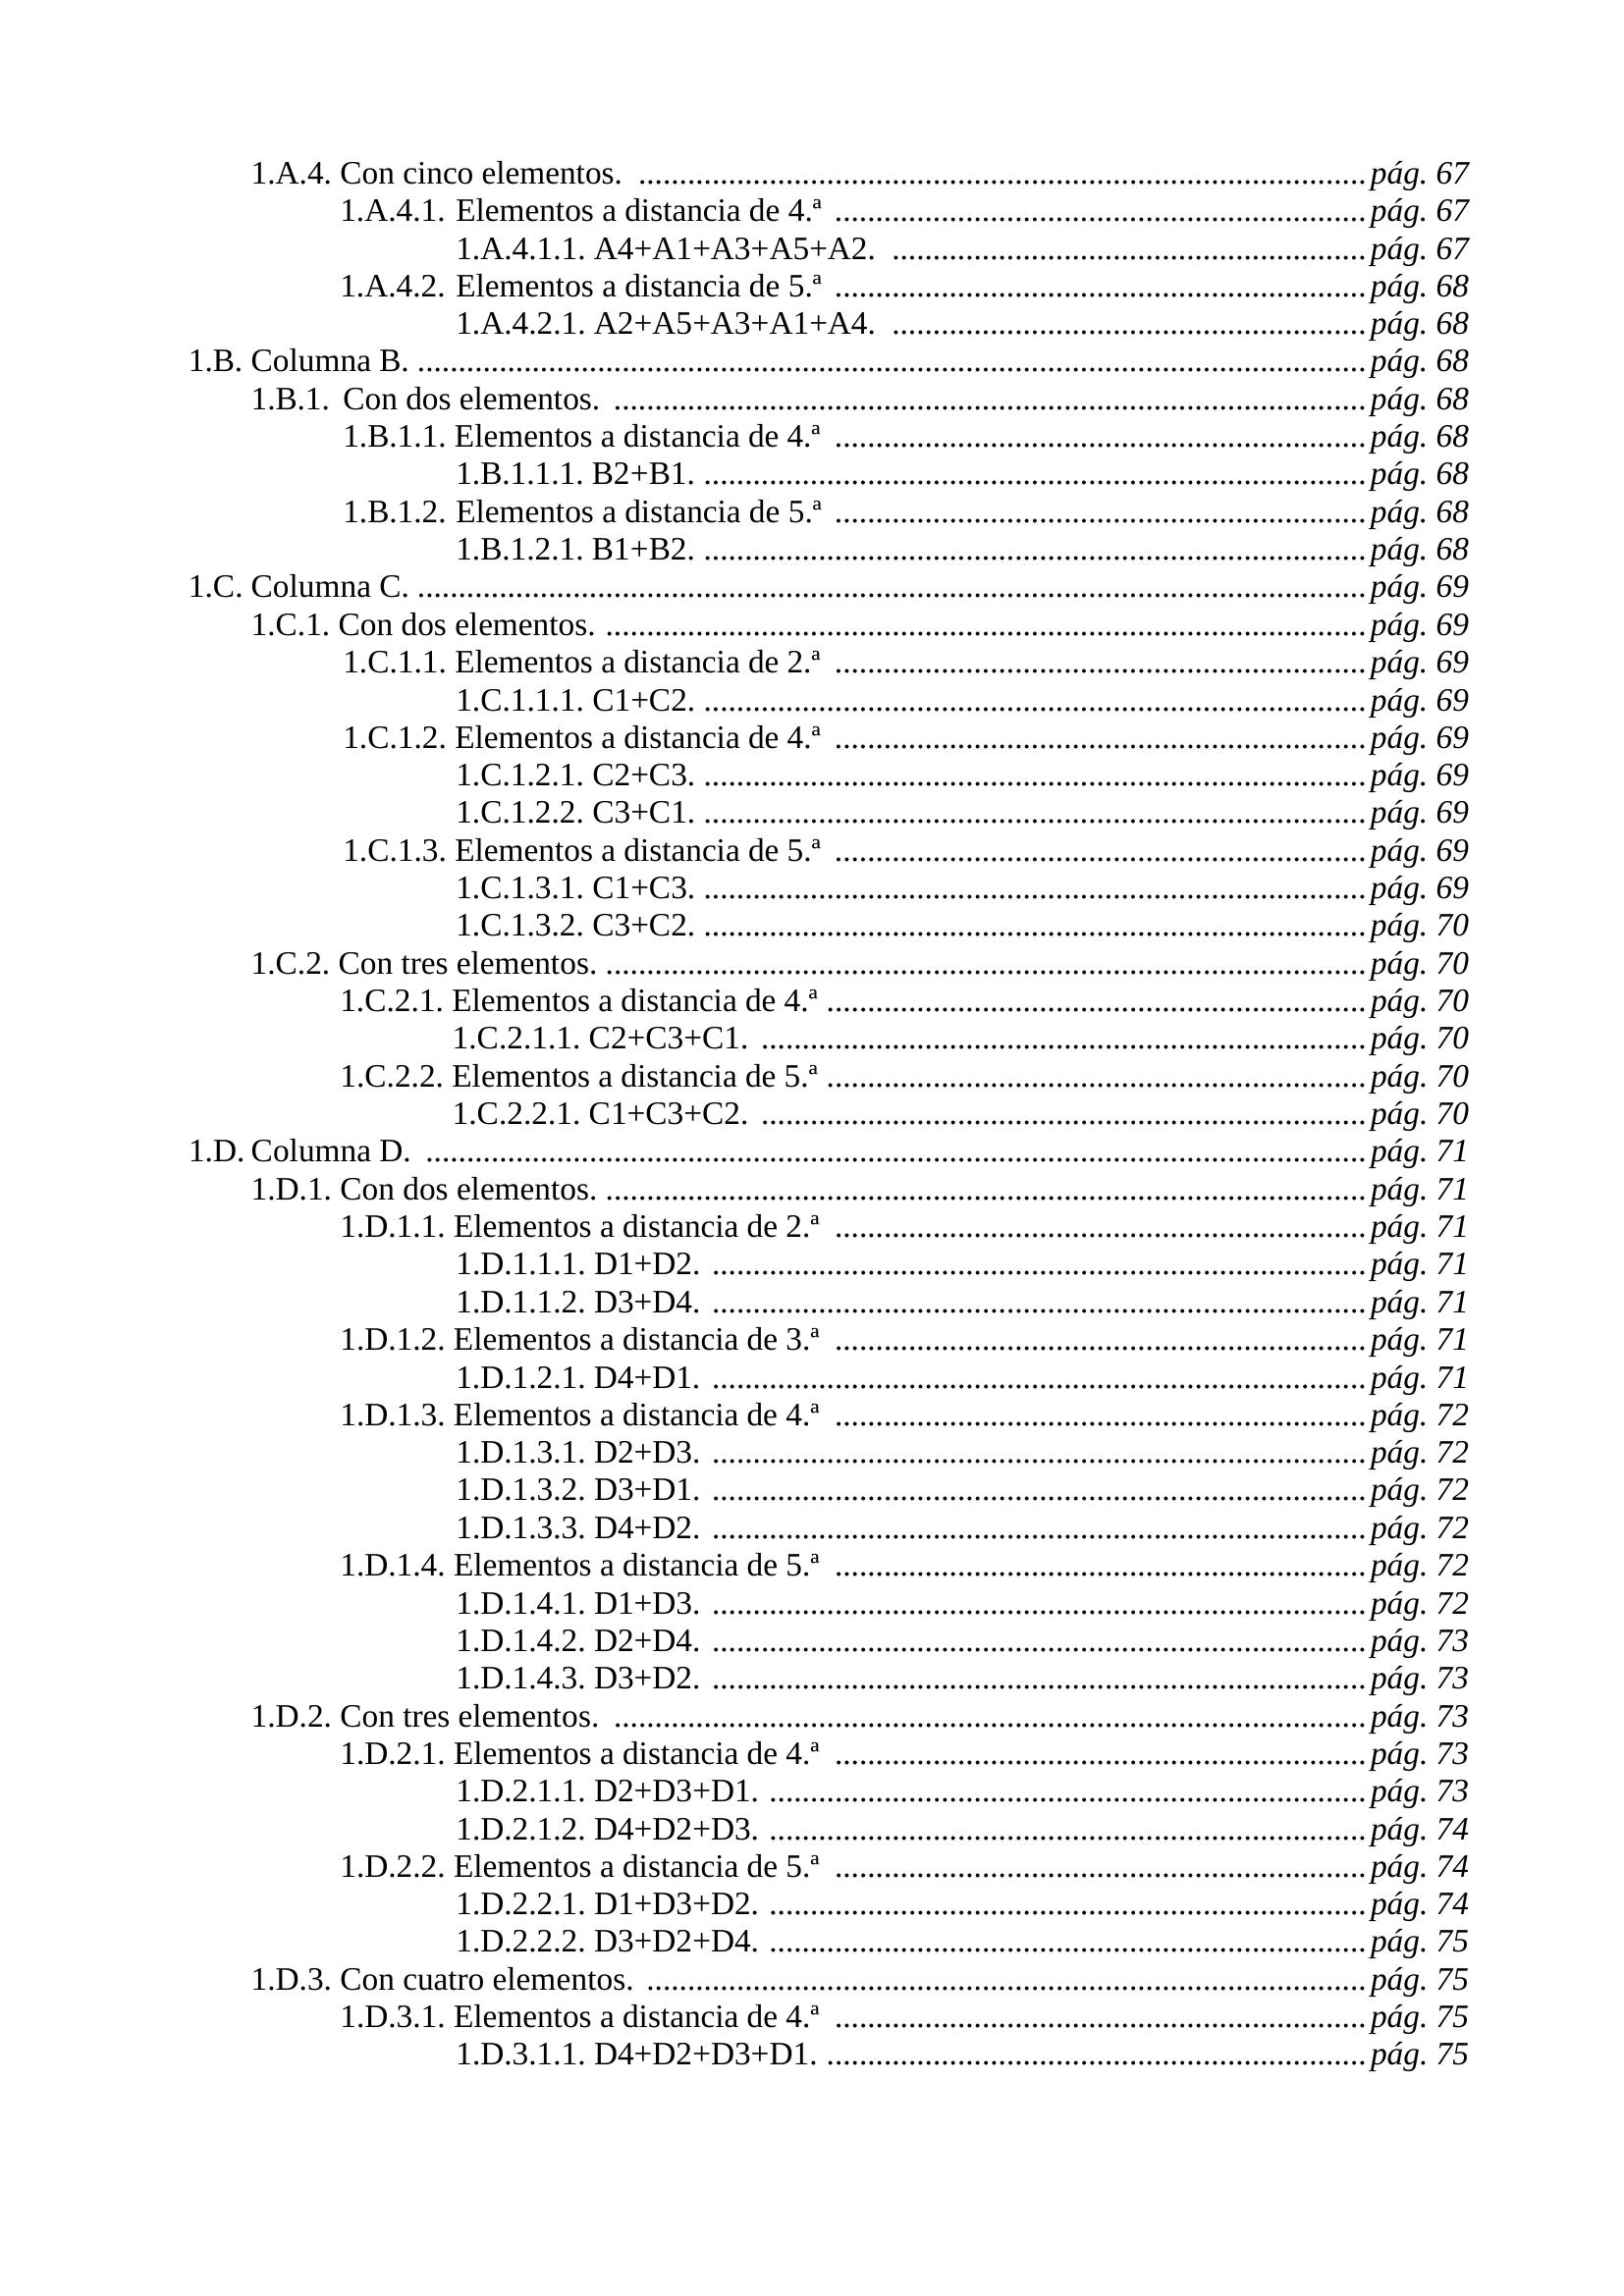 1.A.4. Con cinco elementos. ........................................................................................ pág. 67
1.A.4.1. Elementos a distancia de 4.ª ................................................................ pág. 67
1.A.4.1.1. A4+A1+A3+A5+A2. ......................................................... pág. 67
1.A.4.2. Elementos a distancia de 5.ª ................................................................ pág. 68
1.A.4.2.1. A2+A5+A3+A1+A4. ......................................................... pág. 68
1.B. Columna B. ................................................................................................................... pág. 68
1.B.1. Con dos elementos. ........................................................................................... pág. 68
1.B.1.1. Elementos a distancia de 4.ª ................................................................ pág. 68
1.B.1.1.1. B2+B1. ................................................................................ pág. 68
1.B.1.2. Elementos a distancia de 5.ª ................................................................ pág. 68
1.B.1.2.1. B1+B2. ................................................................................ pág. 68
1.C. Columna C. ................................................................................................................... pág. 69
1.C.1. Con dos elementos. ............................................................................................ pág. 69
1.C.1.1. Elementos a distancia de 2.ª ................................................................ pág. 69
1.C.1.1.1. C1+C2. ................................................................................ pág. 69
1.C.1.2. Elementos a distancia de 4.ª ................................................................ pág. 69
1.C.1.2.1. C2+C3. ................................................................................ pág. 69
1.C.1.2.2. C3+C1. ................................................................................ pág. 69
1.C.1.3. Elementos a distancia de 5.ª ................................................................ pág. 69
1.C.1.3.1. C1+C3. ................................................................................ pág. 69
1.C.1.3.2. C3+C2. ................................................................................ pág. 70
1.C.2. Con tres elementos. ............................................................................................ pág. 70
1.C.2.1. Elementos a distancia de 4.ª ................................................................. pág. 70
1.C.2.1.1. C2+C3+C1. ......................................................................... pág. 70
1.C.2.2. Elementos a distancia de 5.ª ................................................................. pág. 70
1.C.2.2.1. C1+C3+C2. ......................................................................... pág. 70
1.D. Columna D. .................................................................................................................. pág. 71
1.D.1. Con dos elementos. ............................................................................................ pág. 71
1.D.1.1. Elementos a distancia de 2.ª ................................................................ pág. 71
1.D.1.1.1. D1+D2. ............................................................................... pág. 71
1.D.1.1.2. D3+D4. ............................................................................... pág. 71
1.D.1.2. Elementos a distancia de 3.ª ................................................................ pág. 71
1.D.1.2.1. D4+D1. ............................................................................... pág. 71
1.D.1.3. Elementos a distancia de 4.ª ................................................................ pág. 72
1.D.1.3.1. D2+D3. ............................................................................... pág. 72
1.D.1.3.2. D3+D1. ............................................................................... pág. 72
1.D.1.3.3. D4+D2. ............................................................................... pág. 72
1.D.1.4. Elementos a distancia de 5.ª ................................................................ pág. 72
1.D.1.4.1. D1+D3. ............................................................................... pág. 72
1.D.1.4.2. D2+D4. ............................................................................... pág. 73
1.D.1.4.3. D3+D2. ............................................................................... pág. 73
1.D.2. Con tres elementos. ........................................................................................... pág. 73
1.D.2.1. Elementos a distancia de 4.ª ................................................................ pág. 73
1.D.2.1.1. D2+D3+D1. ........................................................................ pág. 73
1.D.2.1.2. D4+D2+D3. ........................................................................ pág. 74
1.D.2.2. Elementos a distancia de 5.ª ................................................................ pág. 74
1.D.2.2.1. D1+D3+D2. ........................................................................ pág. 74
1.D.2.2.2. D3+D2+D4. ........................................................................ pág. 75
1.D.3. Con cuatro elementos. ....................................................................................... pág. 75
1.D.3.1. Elementos a distancia de 4.ª ................................................................ pág. 75
1.D.3.1.1. D4+D2+D3+D1. ................................................................. pág. 75